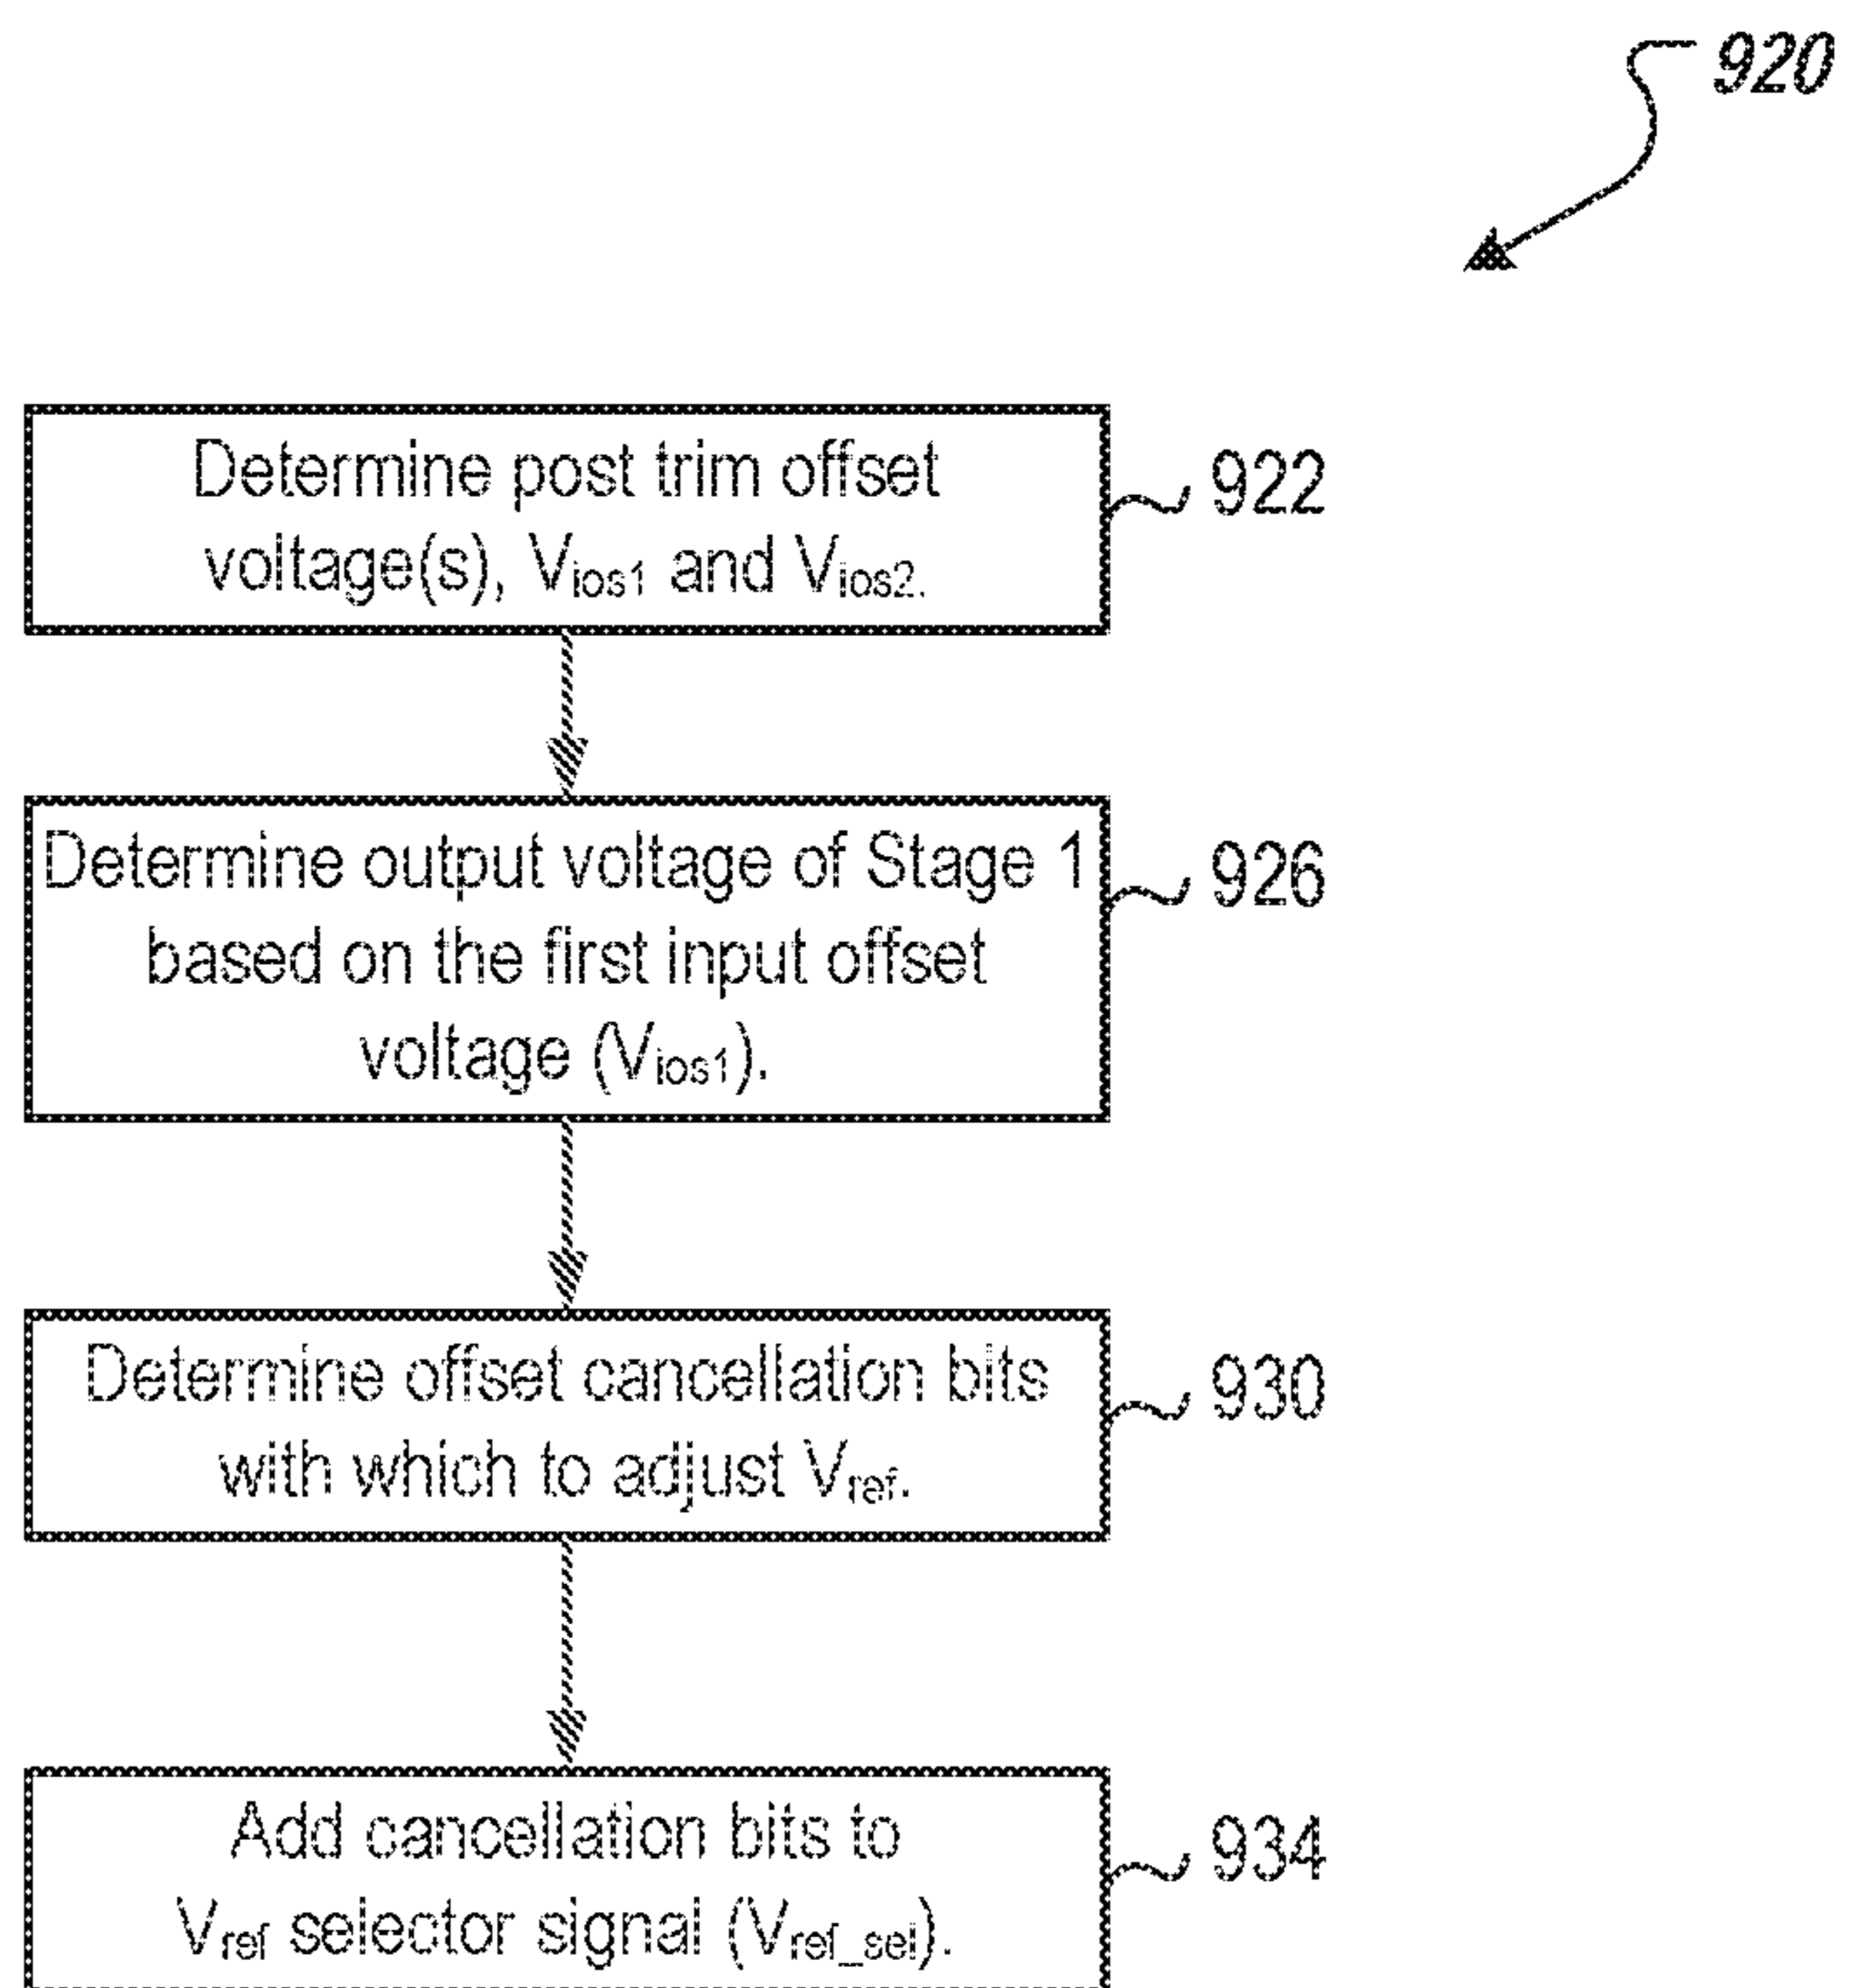 920
Determine post trim offset
voltage(s), Vios1 and Vios2.
922
Determine output voltage of Stage 1
based on the first input offset
voltage (Vios1).
926
Determine offset cancellation bits
with which to adjust Vref.
930
Add cancellation bits to
Vref selector signal (Vref_sel).
934